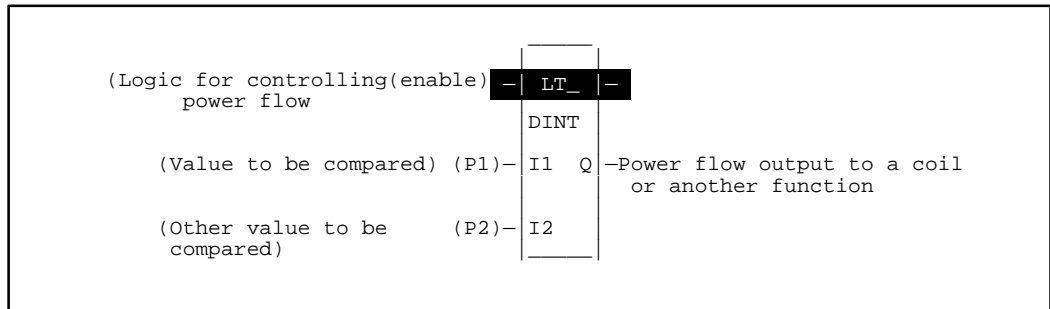 (Logic for controlling(enable) —| LT_ |—
power flow
DINT
(Value to be compared) (P1)—|I1 Q|—Power flow output to a coil
or another function
(Other value to be (P2)—|I2
compared)